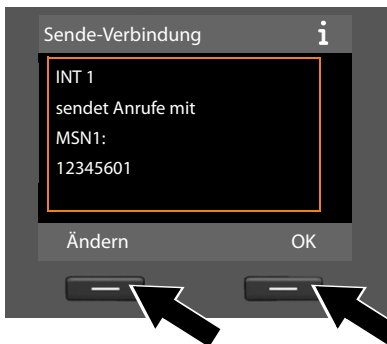 Sende-Verbindung i
INT 1
sendet Anrufe mit
MSN1:
12345601
Ändern OK